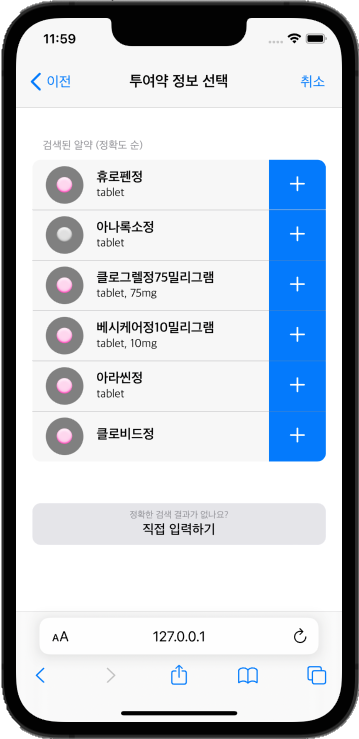 11:59
이전
투여약 정보 선택
취소
검색된 알약 (정확도 순)
휴로펜정
tablet
아나록소정
tablet
클로그렐정75밀리그램
tablet, 75mg
베시케어정10밀리그램
tablet, 10mg
아라씬정
tablet
클로비드정
정확한 검색 결과가 없나요?
직접 입력하기
AA
127.0.0.1